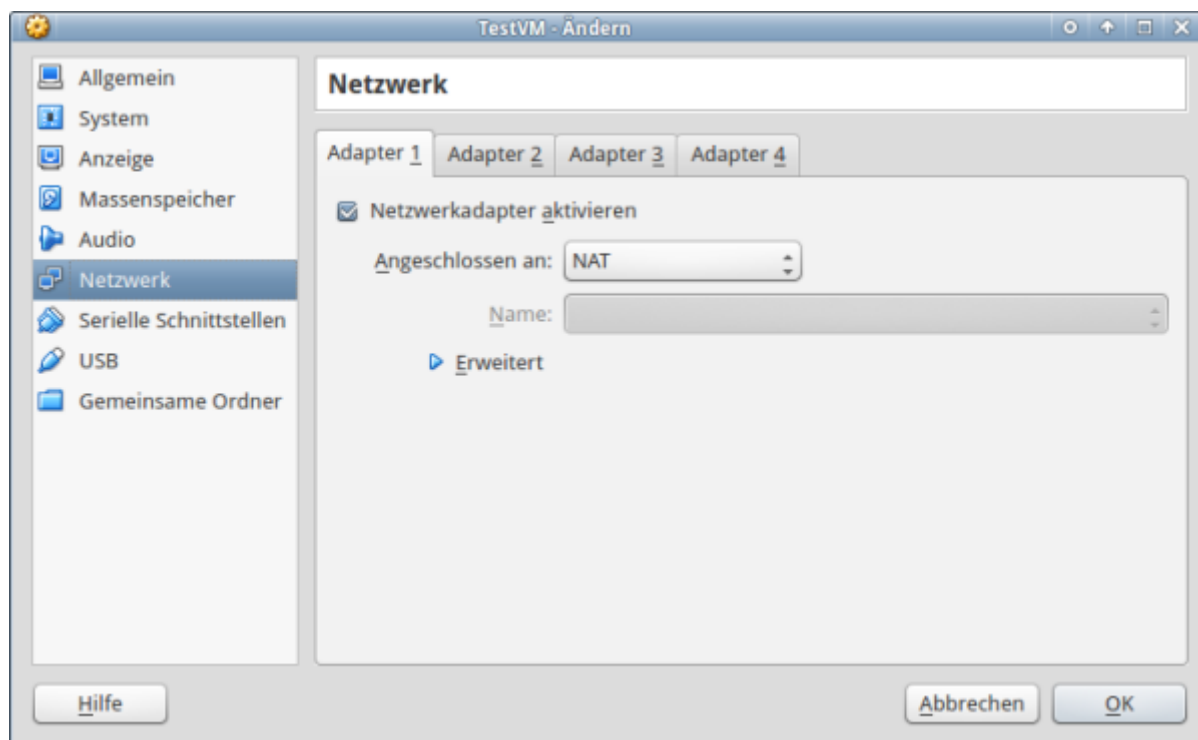 TestVM - Ändern
Allgemein
System
Anzeige
Massenspeicher
Audio
Netzwerk
Serielle Schnittstellen
USB
Gemeinsame Ordner
Netzwerk
Adapter 1 Adapter 2 Adapter 3 Adapter 4
Netzwerkadapter aktivieren
Angeschlossen an: NAT
Name:
Erweitert
Hilfe Abbrechen OK